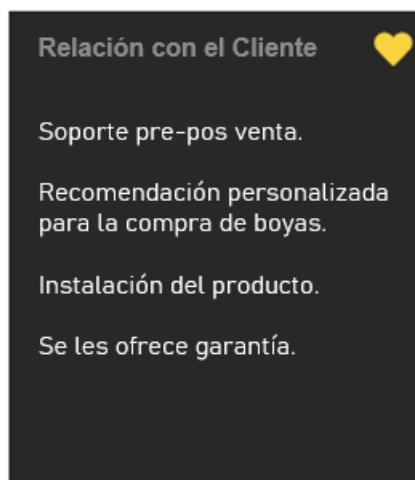 Relación con el Cliente
Soporte pre-pos venta.
Recomendación personalizada
para la compra de boyas.
Instalación del producto.
Se les ofrece garantía.